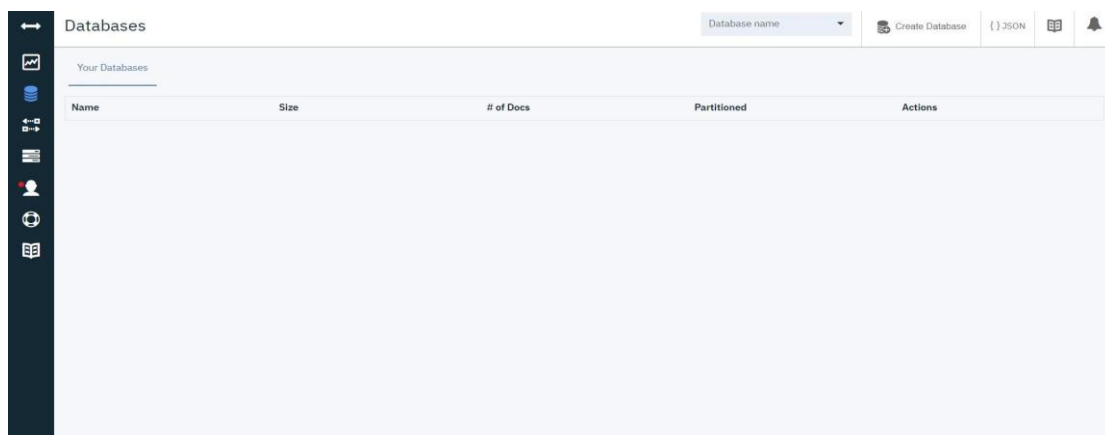 Databases
Database name
Create Database
{ } JSON
Your Databases
Name Size # of Docs Partitioned Actions